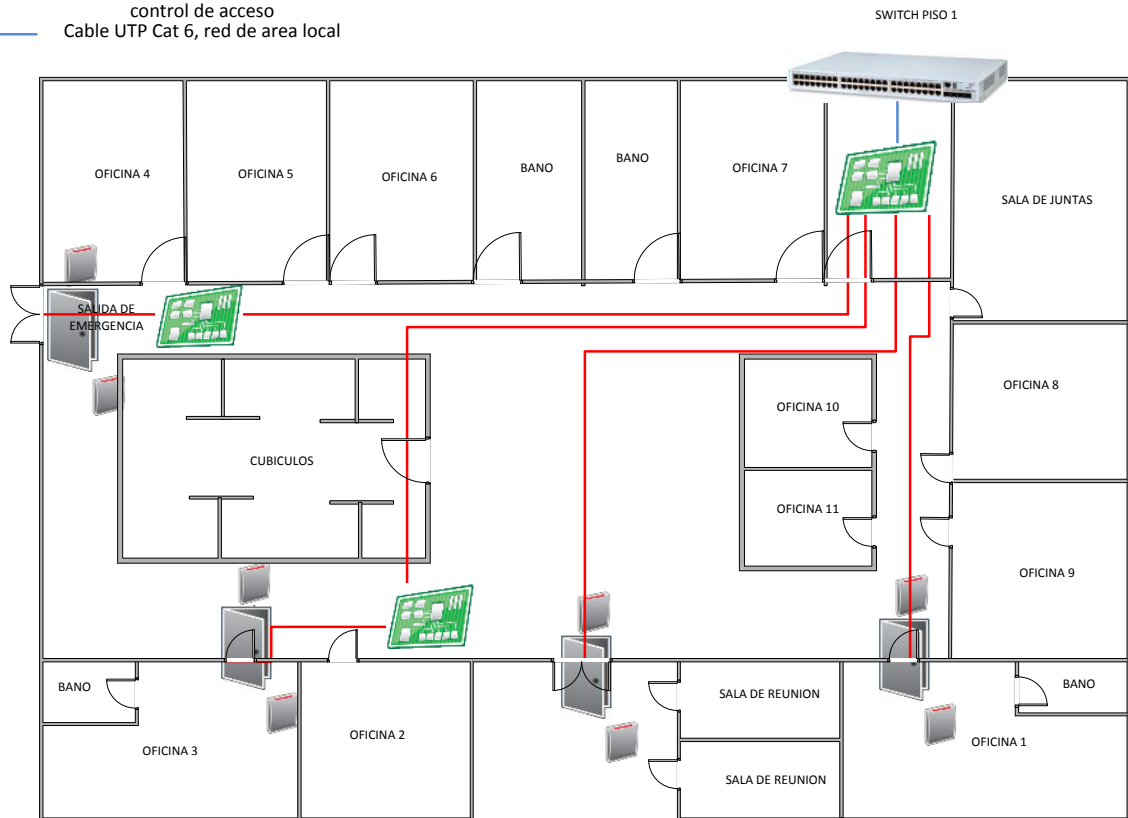 control de acceso
Cable UTP Cat 6, red de area local
SWITCH PISO 1
OFICINA 4
OFICINA 5
OFICINA 6
BANO
BANO
OFICINA 7
SALA DE JUNTAS
SALIDA DE
EMERGENCIA
OFICINA 8
OFICINA 10
CUBICULOS
OFICINA 11
OFICINA 9
BANO
OFICINA 3
OFICINA 2
SALA DE REUNION
SALA DE REUNION
BANO
OFICINA 1